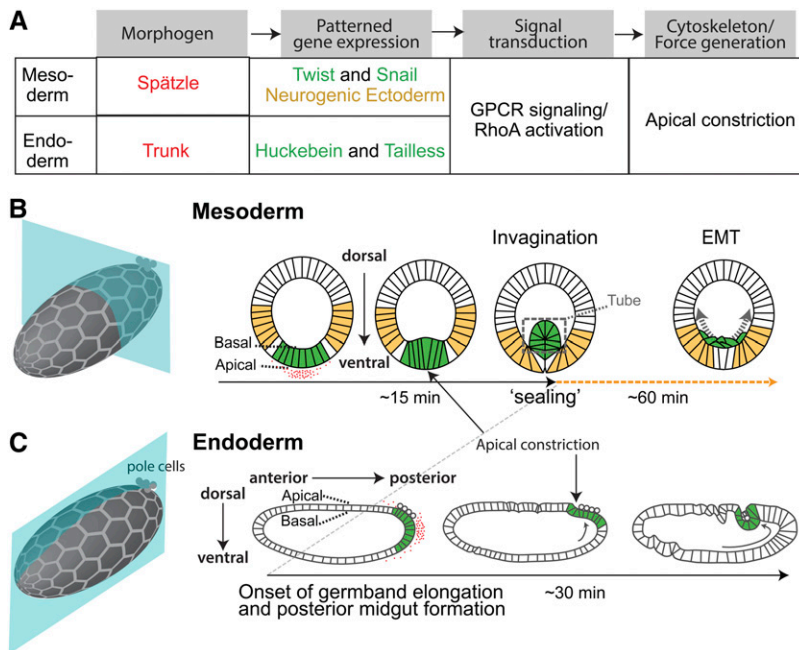 A
Morphogen
Patterned
gene expression
Signal
transduction
Cytoskeleton/
Force generation
Meso-
derm
Spätzle
Twist and Snail
Neurogenic Ectoderm
GPCR signaling/
RhoA activation
Apical constriction
Endo-
derm
Trunk
Huckebein and Tailless
B
Mesoderm
Invagination
EMT
dorsal
Tube
Basal
Apical
ventral
~15 min
'sealing'
~60 min
C
Endoderm
Apical constriction
pole cells
anterior
posterior
dorsal
Apical
Basal
ventral
Onset of germband elongation
and posterior midgut formation
~30 min